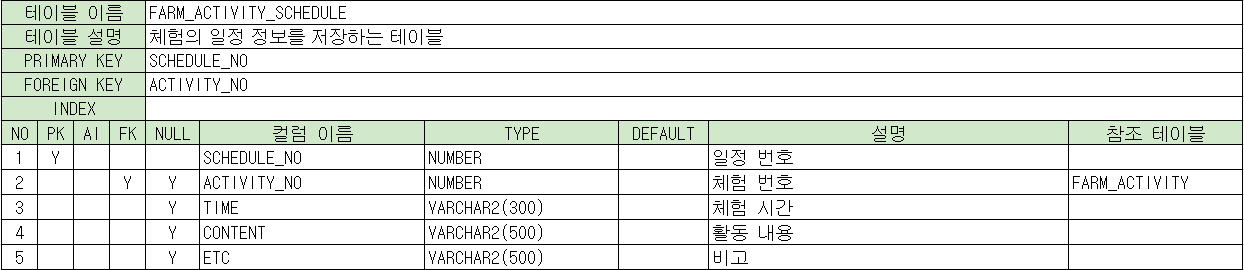 테이블 이름 FARM_ACTIVITY_SCHEDULE
테이블 설명 체험의 일정 정보를 저장하는 테이블
PRIMARY KEY SCHEDULE_NO
FOREIGN KEY ACTIVITY_NO
INDEX
NO PK AI FK NULL 컬럼 이름 TYPE DEFAULT 설명 참조 테이블
1 Y SCHEDULE_NO NUMBER 일정 번호
2 Y Y ACTIVITY_NO NUMBER 체험 번호 FARM_ACTIVITY
3 Y TIME VARCHAR2(300) 체험 시간
4 Y CONTENT VARCHAR2(500) 활동 내용
5 Y ETC VARCHAR2(500) 비고